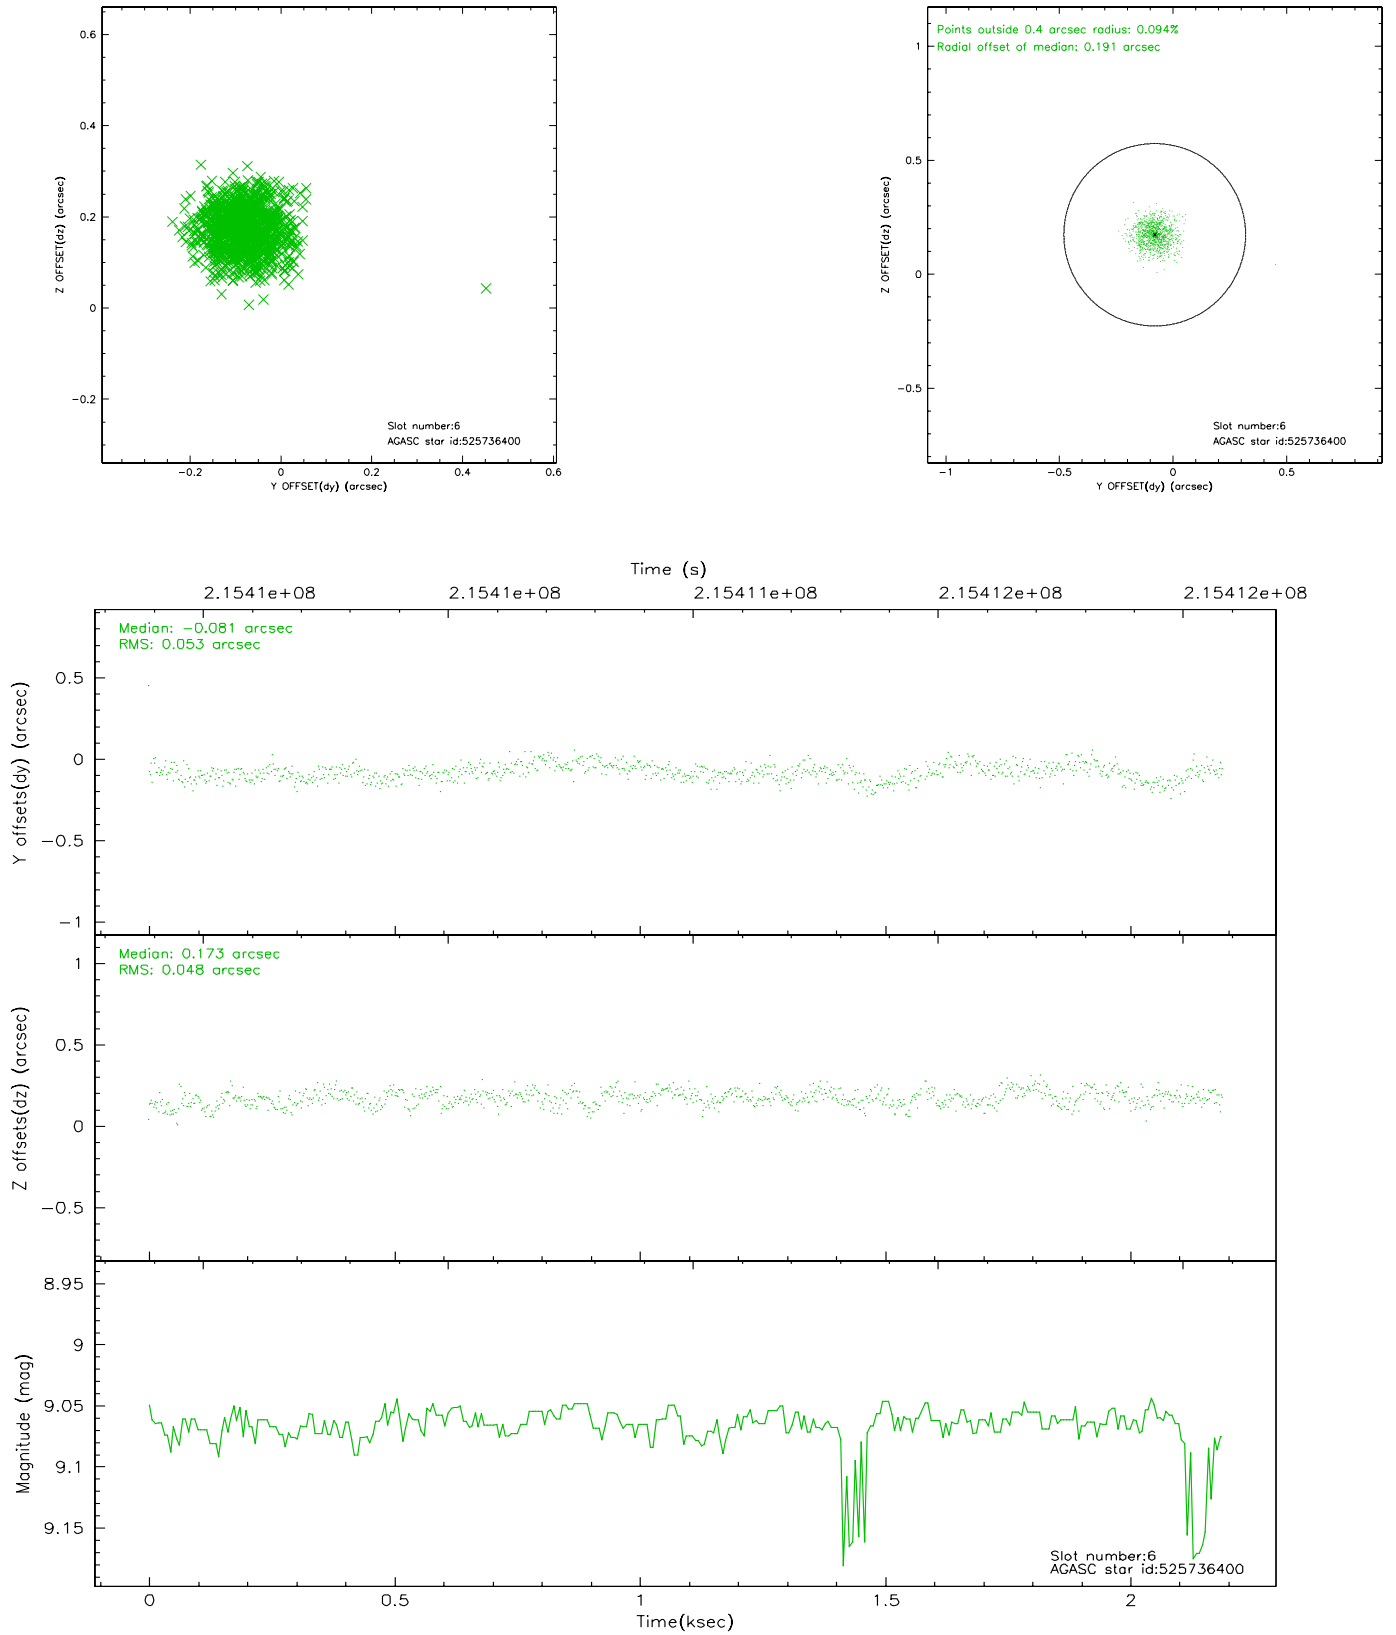 0.6
0.4
0.2
0
−0.2
Z OFFSET(dz) (arcsec)
Slot number:6
AGASC star id:525736400
−0.2 0 0.2 0.4 0.6
Y OFFSET(dy) (arcsec)
Points outside 0.4 arcsec radius: 0.094%
Radial offset of median: 0.191 arcsec
1
0.5
0
−0.5
Z OFFSET(dz) (arcsec)
Slot number:6
AGASC star id:525736400
−1 −0.5 0 0.5
Y OFFSET(dy) (arcsec)
Time (s)
2.1541e+08 2.1541e+08 2.15411e+08 2.15412e+08 2.15412e+08
Median: −0.081 arcsec
RMS: 0.053 arcsec
0.5
0
−0.5
−1
Y offsets(dy) (arcsec)
Median: 0.173 arcsec
RMS: 0.048 arcsec
1
0.5
0
−0.5
Z offsets(dz) (arcsec)
8.95
9
9.05
9.1
9.15
Magnitude (mag)
Slot number:6
AGASC star id:525736400
0 0.5 1 1.5 2
Time(ksec)